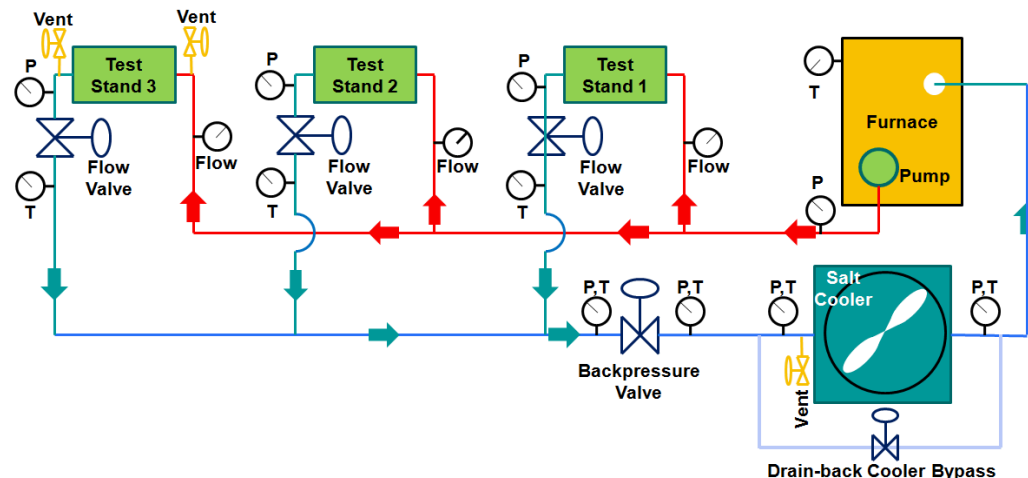 Vent
Vent
P
Test
Stand 3
Flow
Valve
Flow
T
P
Test
Stand 2
Flow
Valve
Flow
T
P
Test
Stand 1
Flow
Valve
Flow
T
T
Furnace
Pump
P
P,T
P,T
Backpressure
Valve
P,T
Salt
Cooler
P,T
Vent
Drain-back Cooler Bypass